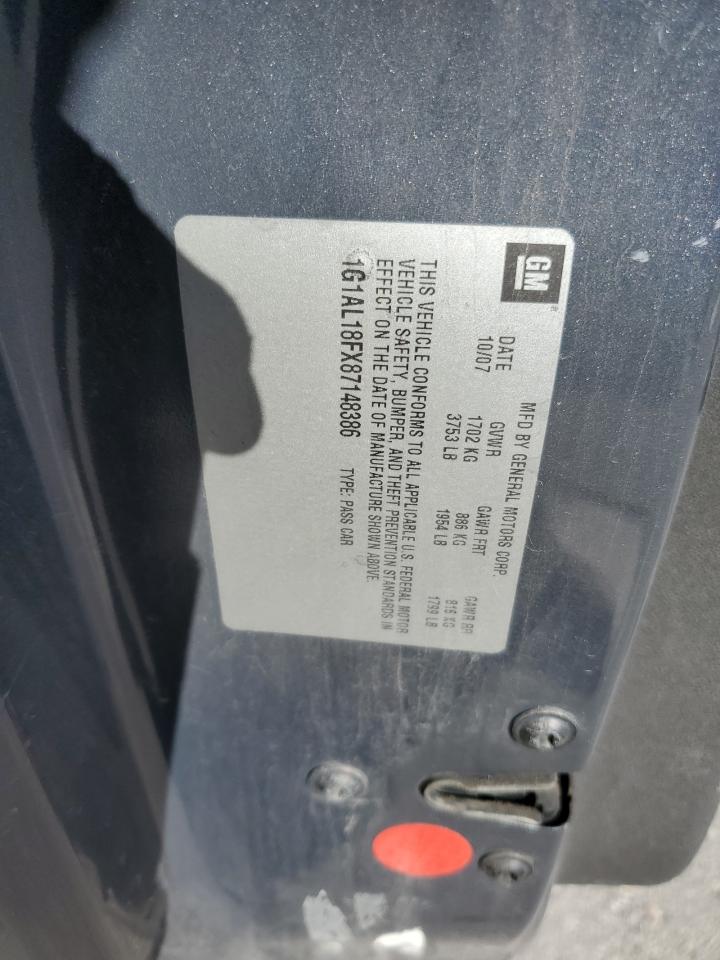 GM®
MFD BY GENERAL MOTORS CORP.
DATE GVWR GAWR FRT GAWR RR
10/07 1702 KG 886 KG 816 KG
3753 LB 1954 LB 1799 LB
THIS VEHICLE CONFORMS TO ALL APPLICABLE U.S. FEDERAL MOTOR
VEHICLE SAFETY, BUMPER, AND THEFT PREVENTION STANDARDS IN
EFFECT ON THE DATE OF MANUFACTURE SHOWN ABOVE.
1G1AL18FX87148386 TYPE: PASS CAR